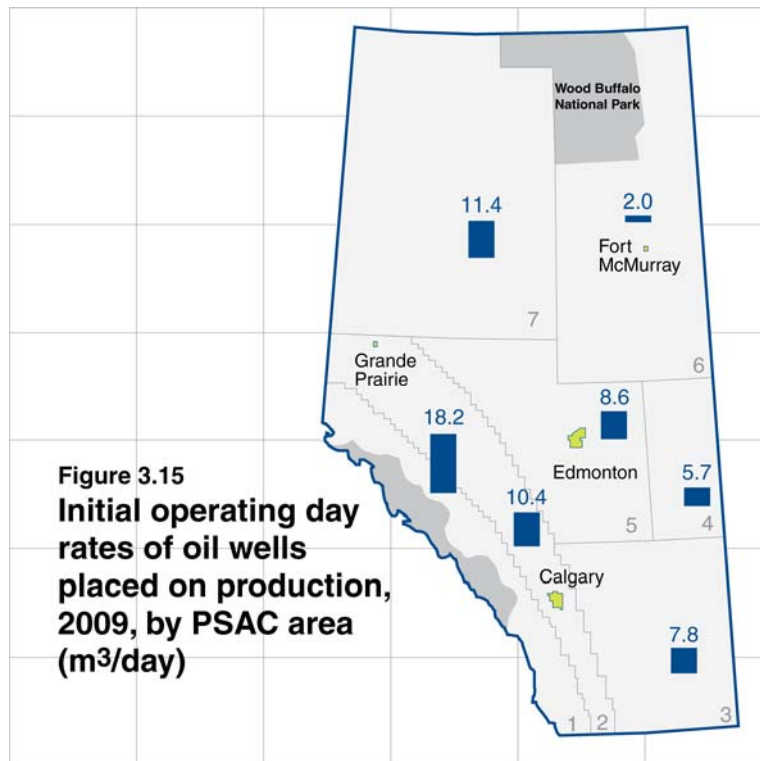 Wood Buffalo
National Park
11.4
2.0
Fort
McMurray
7
6
Grande
Prairie
18.2
8.6
Edmonton
5.7
10.4
5
4
Calgary
7.8
1
2
3
Figure 3.15
Initial operating day
rates of oil wells
placed on production,
2009, by PSAC area
(m³/day)